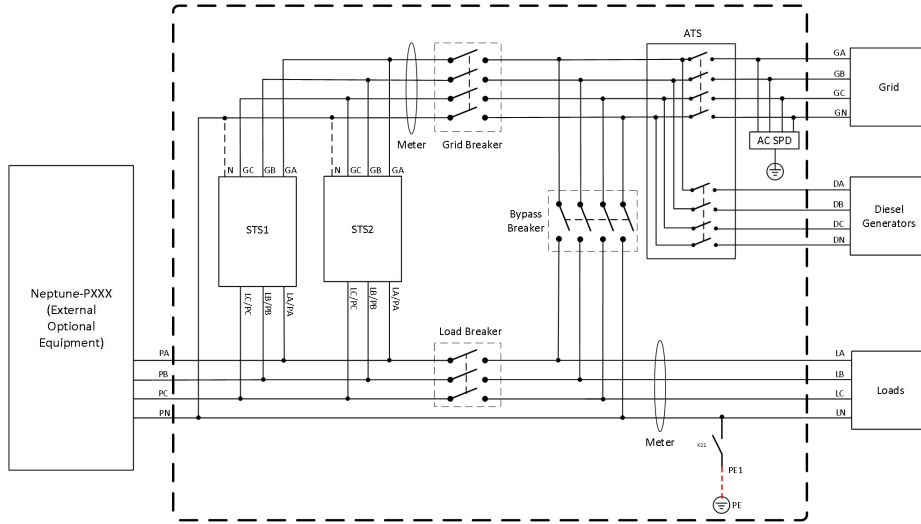 ATS
GA
GB
GC
GN
Grid
AC SPD
Meter
Grid Breaker
N GC GB GA
N GC GB GA
STS1
STS2
Bypass
Breaker
DA
DB
DC
DN
Diesel
Generators
LC/PC
LB/PB
LA/PA
LC/PC
LB/PB
LA/PA
Neptune-PXXX
(External
Optional
Equipment)
Load Breaker
PA
PB
PC
PN
LA
LB
LC
LN
Loads
Meter
K21
PE1
PE